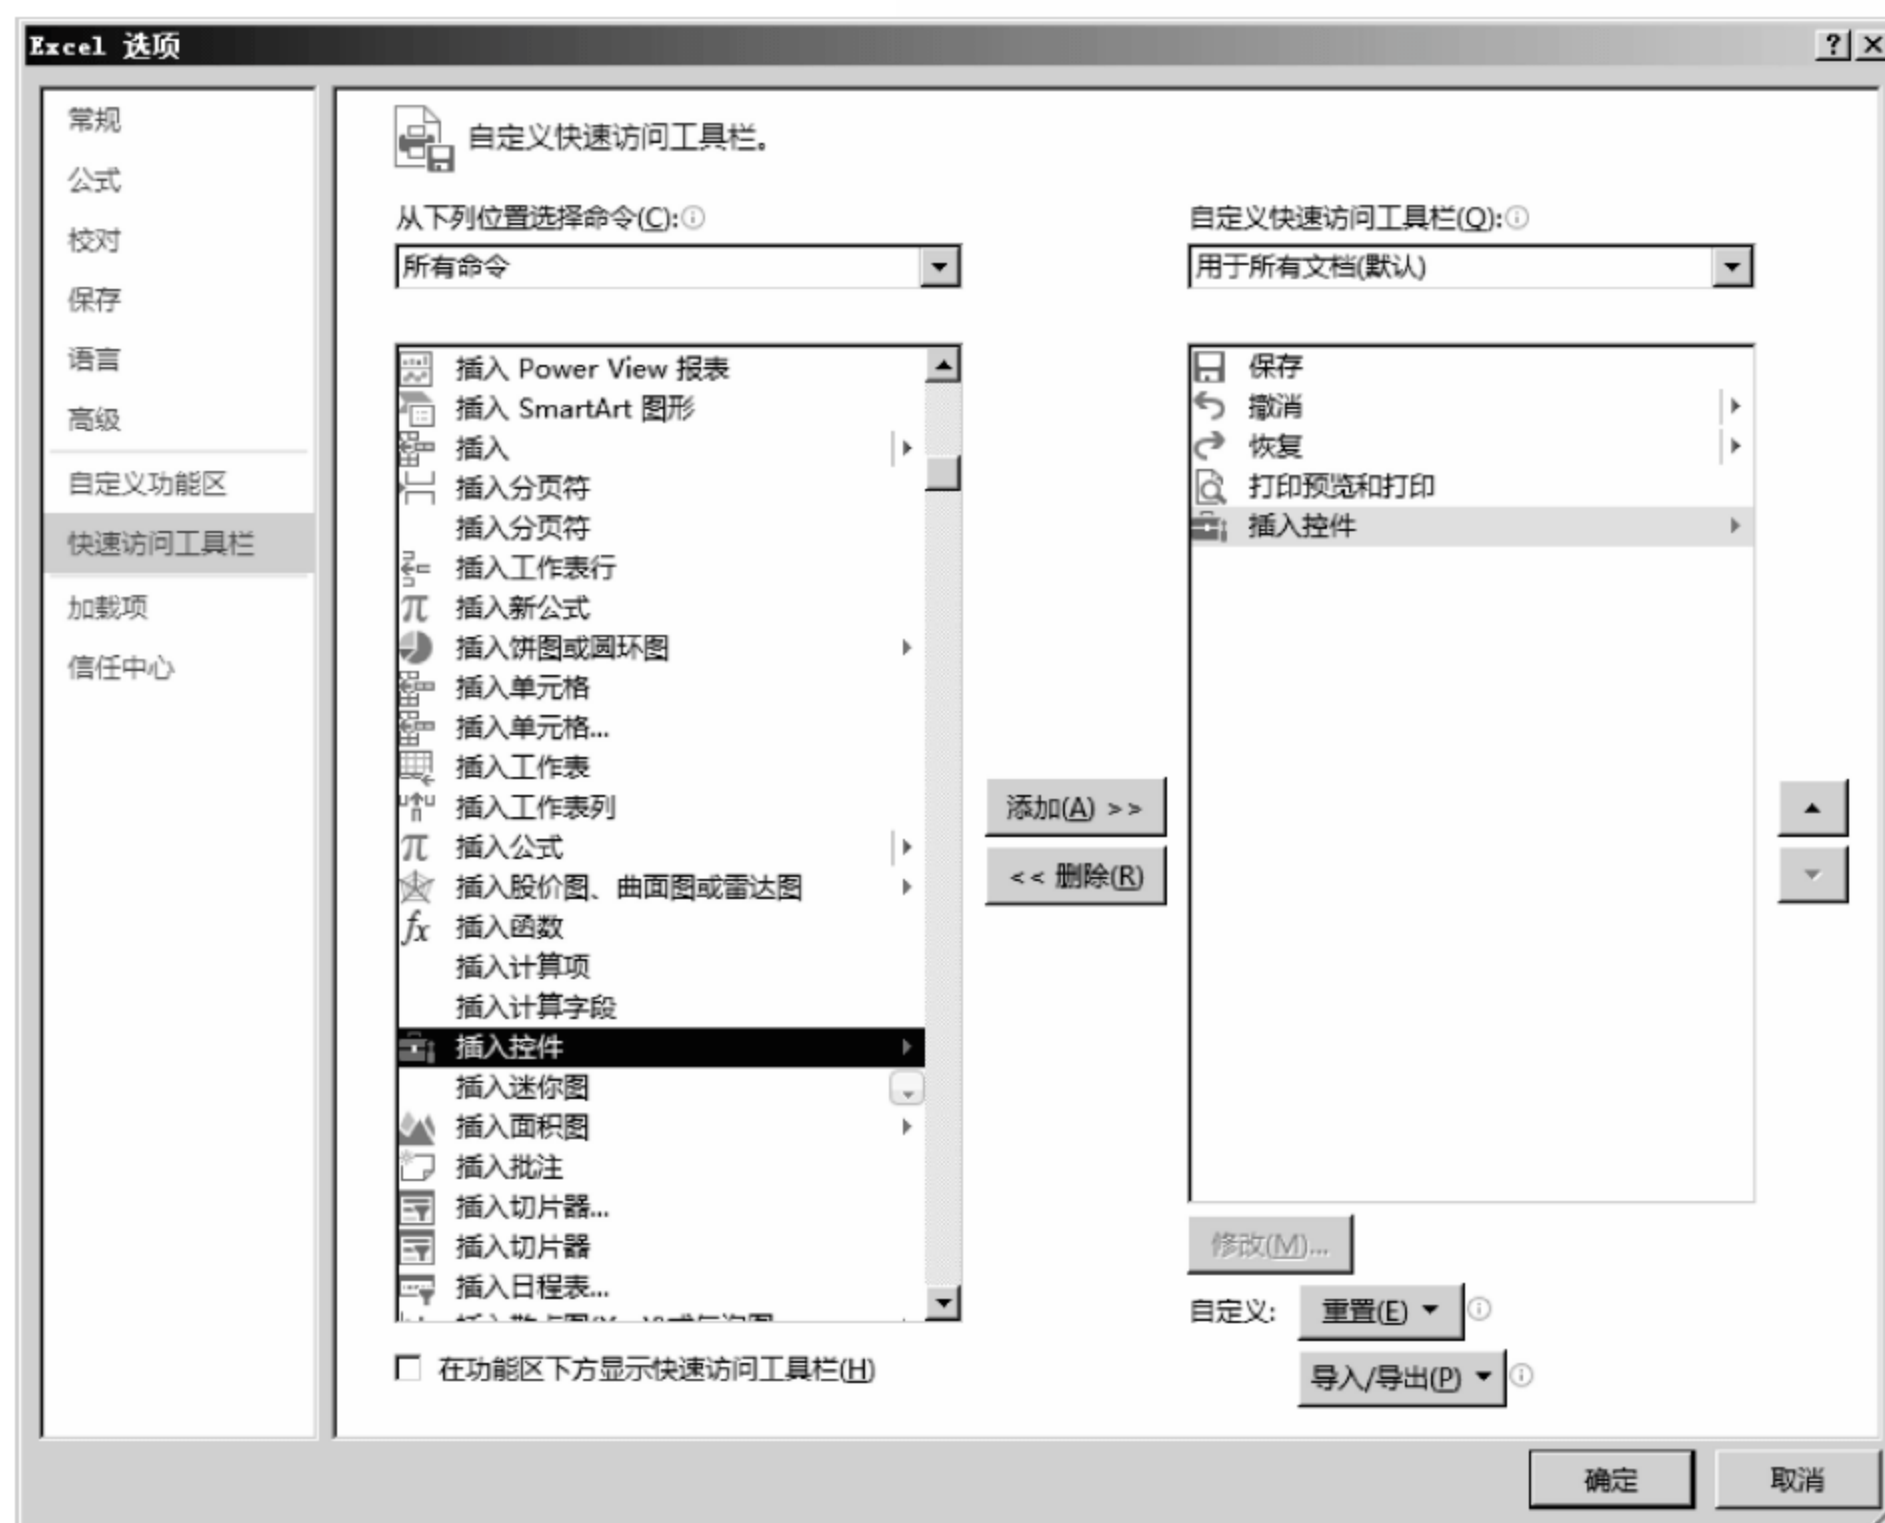 Excel 选项
常规
公式
校对
保存
语言
高级
自定义功能区
快速访问工具栏
加载项
信任中心
自定义快速访问工具栏。
从下列位置选择命令(C):
所有命令
插入 Power View 报表
插入 SmartArt 图形
插入
插入分页符
插入分页符
插入工作表行
插入新公式
插入饼图或圆环图
插入单元格
插入单元格...
插入工作表
插入工作表列
插入公式
插入股价图、曲面图或雷达图
插入函数
插入计算项
插入计算字段
插入控件
插入迷你图
插入面积图
插入批注
插入切片器...
插入切片器
插入日程表...
在功能区下方显示快速访问工具栏(H)
添加(A) >>
<< 删除(R)
自定义快速访问工具栏(Q):
用于所有文档(默认)
保存
撤消
恢复
打印预览和打印
插入控件
修改(M)...
自定义:
重置(E)
导入/导出(P)
确定
取消